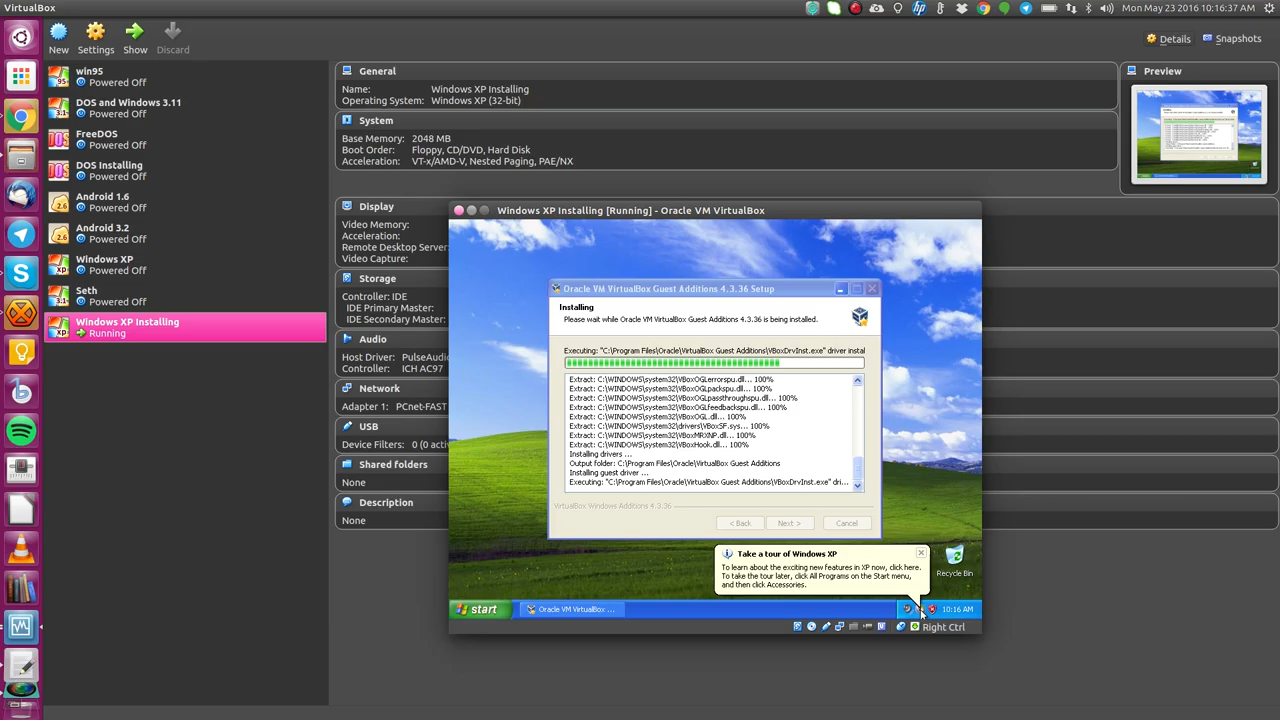 VirtualBox
Mon May 23 2016 10:16:37 AM
New
Settings
Show
Discard
Details
Snapshots
win95
Powered Off
DOS and Windows 3.11
Powered Off
FreeDOS
Powered Off
DOS Installing
Powered Off
Android 1.6
Powered Off
Android 3.2
Powered Off
Windows XP
Powered Off
Seth
Powered Off
Windows XP Installing
Running
General
Name: Windows XP Installing
Operating System: Windows XP (32-bit)
System
Base Memory: 2048 MB
Boot Order: Floppy, CD/DVD, Hard Disk
Acceleration: VT-x/AMD-V, Nested Paging, PAE/NX
Preview
Display
Video Memory:
Acceleration:
Remote Desktop Server
Video Capture:
Storage
Controller: IDE
IDE Primary Master:
IDE Secondary Master:
Audio
Host Driver: PulseAudio
Controller: ICH AC97
Network
Adapter 1: PCnet-FAST
USB
Device Filters: 0 (0 activ
Shared folders
None
Description
None
Windows XP Installing [Running] - Oracle VM VirtualBox
Oracle VM VirtualBox Guest Additions 4.3.36 Setup
Installing
Please wait while Oracle VM VirtualBox Guest Additions 4.3.36 is being installed.
Executing: "C:\Program Files\Oracle\VirtualBox Guest Additions\VBoxDrvInst.exe" driver instal
Extract: C:\WINDOWS\system32\VBoxOGLerrorspu.dll... 100%
Extract: C:\WINDOWS\system32\VBoxOGLpackspu.dll... 100%
Extract: C:\WINDOWS\system32\VBoxOGLpassthroughspu.dll... 100%
Extract: C:\WINDOWS\system32\VBoxOGLfeedbackspu.dll... 100%
Extract: C:\WINDOWS\system32\VBoxOGL.dll... 100%
Extract: C:\WINDOWS\system32\drivers\VBoxSF.sys... 100%
Extract: C:\WINDOWS\system32\VBoxMRXNP.dll... 100%
Extract: C:\WINDOWS\system32\VBoxHook.dll... 100%
Installing drivers ...
Output folder: C:\Program Files\Oracle\VirtualBox Guest Additions
Installing guest driver ...
Executing: "C:\Program Files\Oracle\VirtualBox Guest Additions\VBoxDrvInst.exe" dri...
VirtualBox Windows Additions 4.3.36
< Back
Next >
Cancel
Take a tour of Windows XP
To learn about the exciting new features in XP now, click here.
To take the tour later, click All Programs on the Start menu,
and then click Accessories.
Recycle Bin
start
Oracle VM VirtualBox ...
10:16 AM
Right Ctrl